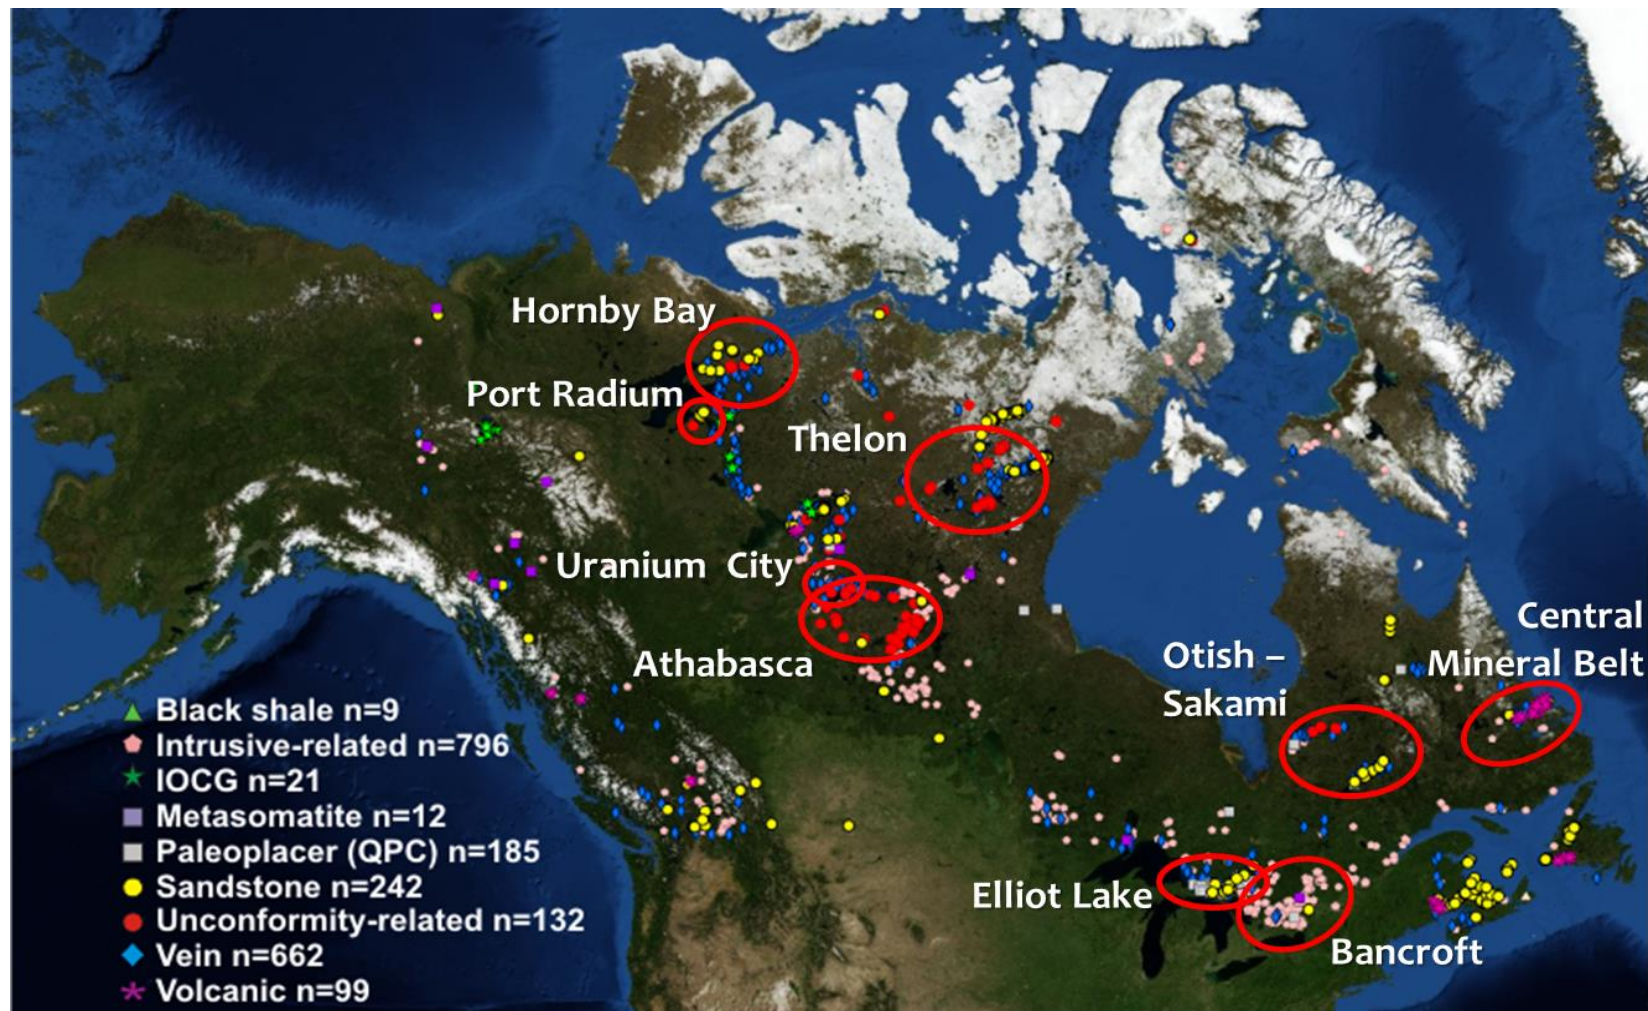 Hornby Bay
Port Radium
Thelon
Uranium City
Athabasca
Central
Mineral Belt
Otish –
Sakami
Elliot Lake
Bancroft
Black shale n=9
Intrusive-related n=796
IOCG n=21
Metasomatite n=12
Paleoplacer (QPC) n=185
Sandstone n=242
Unconformity-related n=132
Vein n=662
Volcanic n=99